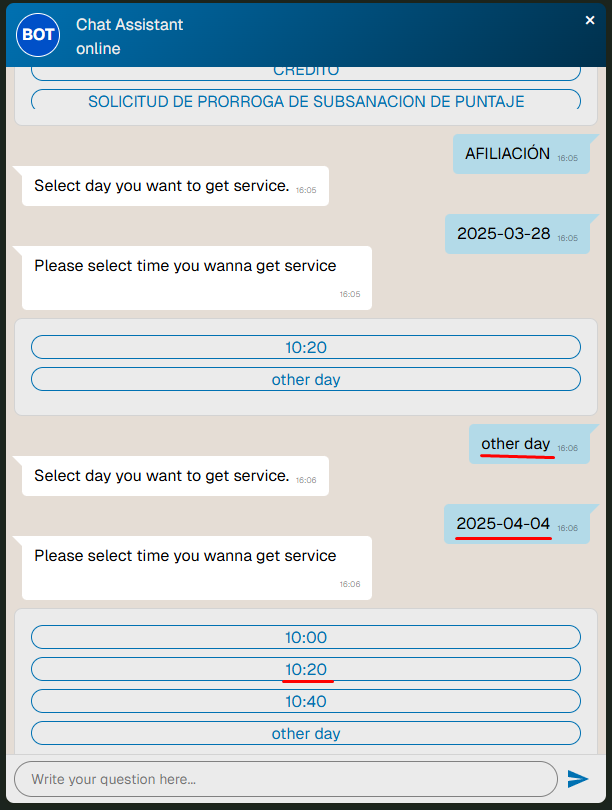 BOT
Chat Assistant
online
×
CREDITO
SOLICITUD DE PRORROGA DE SUBSANACION DE PUNTAJE
AFILIACIÓN 16:05
Select day you want to get service. 16:05
2025-03-28 16:05
Please select time you wanna get service
16:05
10:20
other day
other day 16:06
Select day you want to get service. 16:06
2025-04-04 16:06
Please select time you wanna get service
16:06
10:00
10:20
10:40
other day
Write your question here...